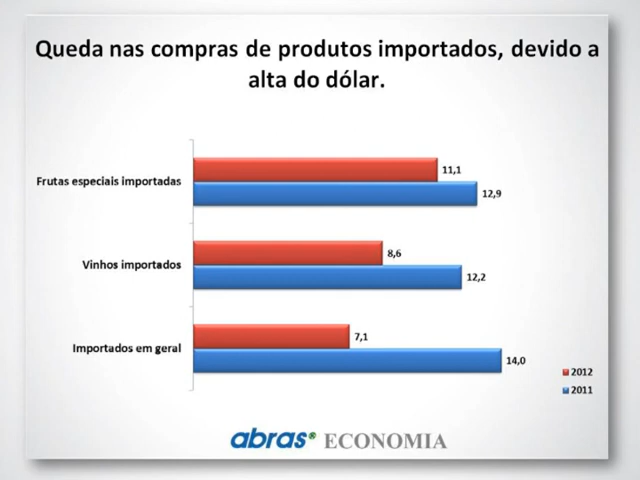 Queda nas compras de produtos importados, devido a
alta do dólar.
Frutas especiais importadas
11,1
12,9
Vinhos importados
8,6
12,2
Importados em geral
7,1
14,0
2012
2011
abras® ECONOMIA